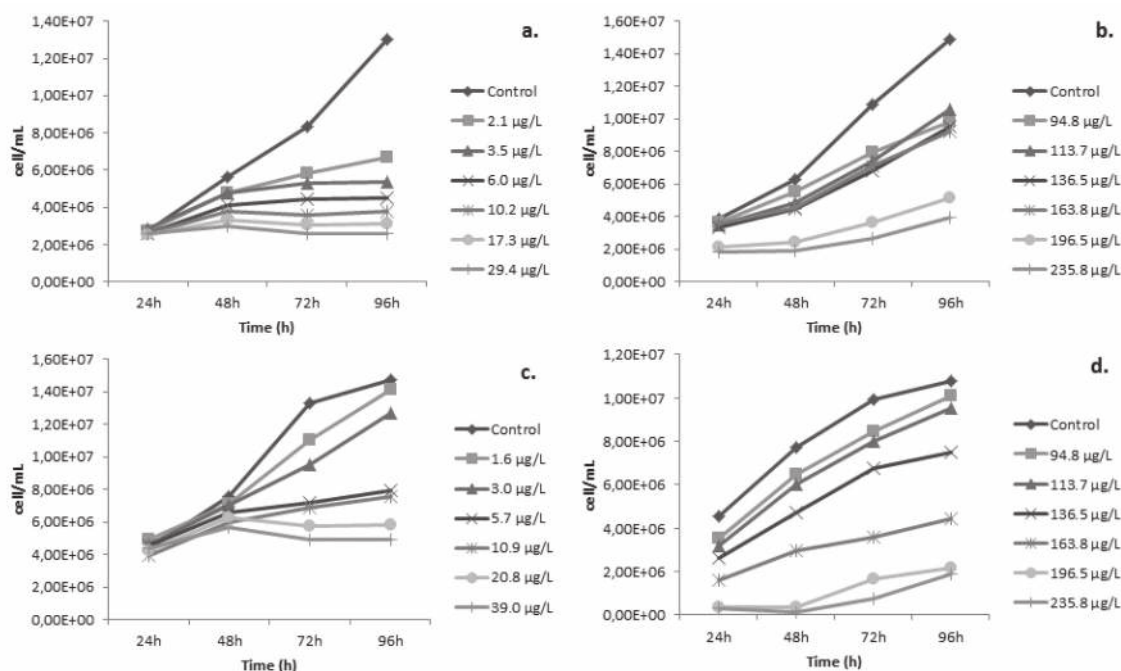 a.
cell/mL
1,40E+07
1,20E+07
1,00E+07
8,00E+06
6,00E+06
4,00E+06
2,00E+06
0,00E+00
24h 48h 72h 96h
Time (h)
Control
2.1 µg/L
3.5 µg/L
6.0 µg/L
10.2 µg/L
17.3 µg/L
29.4 µg/L
b.
cell/mL
1,60E+07
1,40E+07
1,20E+07
1,00E+07
8,00E+06
6,00E+06
4,00E+06
2,00E+06
0,00E+00
24h 48h 72h 96h
Time (h)
Control
94.8 µg/L
113.7 µg/L
136.5 µg/L
163.8 µg/L
196.5 µg/L
235.8 µg/L
c.
cell/mL
1,60E+07
1,40E+07
1,20E+07
1,00E+07
8,00E+06
6,00E+06
4,00E+06
2,00E+06
0,00E+00
24h 48h 72h 96h
Time (h)
Control
1.6 µg/L
3.0 µg/L
5.7 µg/L
10.9 µg/L
20.8 µg/L
39.0 µg/L
d.
cell/mL
1,20E+07
1,00E+07
8,00E+06
6,00E+06
4,00E+06
2,00E+06
0,00E+00
24h 48h 72h 96h
Time (h)
Control
94.8 µg/L
113.7 µg/L
136.5 µg/L
163.8 µg/L
196.5 µg/L
235.8 µg/L